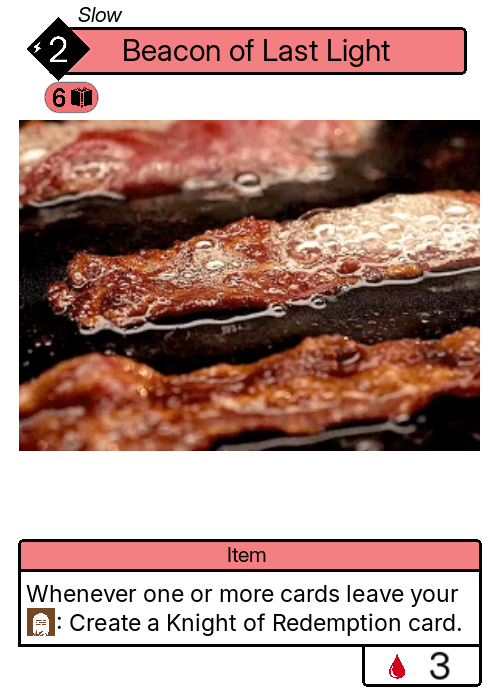 Slow
2
Beacon of Last Light
6
Item
Whenever one or more cards leave your
: Create a Knight of Redemption card.
3